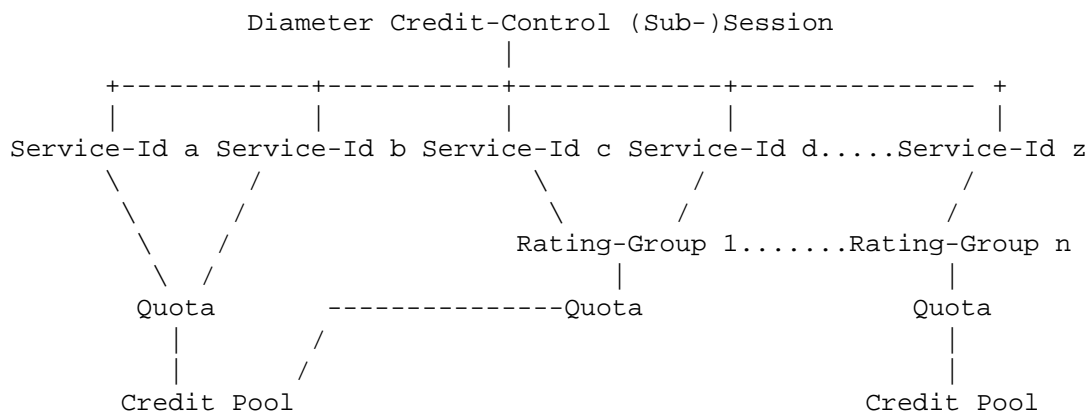 Diameter Credit-Control (Sub-)Session
Service-Id a Service-Id b Service-Id c Service-Id d.....Service-Id z
Rating-Group 1.......Rating-Group n
Quota Quota Quota
Credit Pool Credit Pool